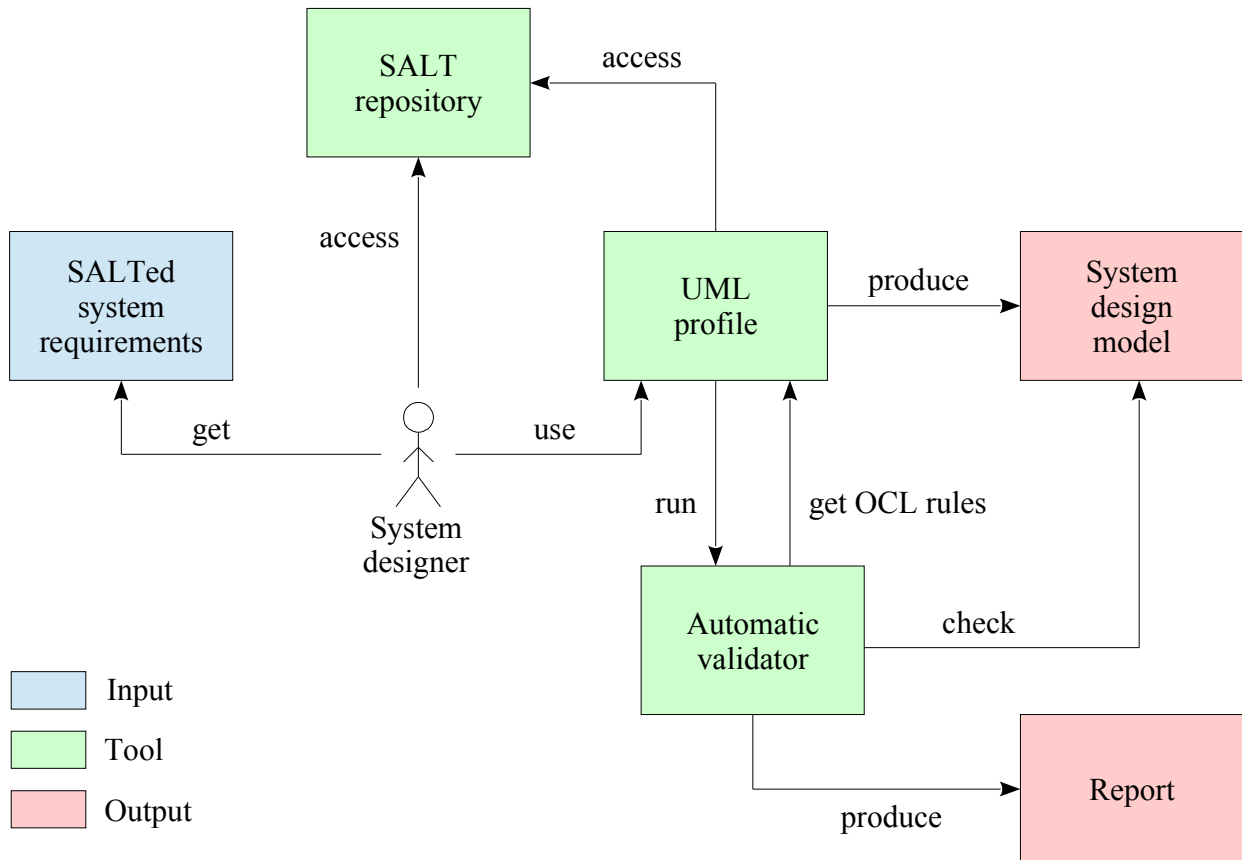 SALT
repository
access
access
SALTed
system
requirements
UML
profile
produce
System
design
model
get
use
System
designer
run
get OCL rules
Automatic
validator
check
Input
Tool
Output
produce
Report